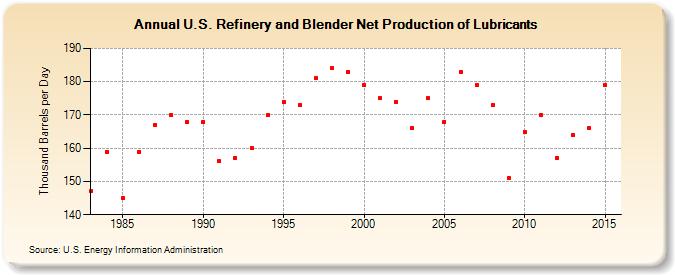 Annual U.S. Refinery and Blender Net Production of Lubricants
Thousand Barrels per Day
190
180
170
160
150
140
1985 1990 1995 2000 2005 2010 2015
Source: U.S. Energy Information Administration